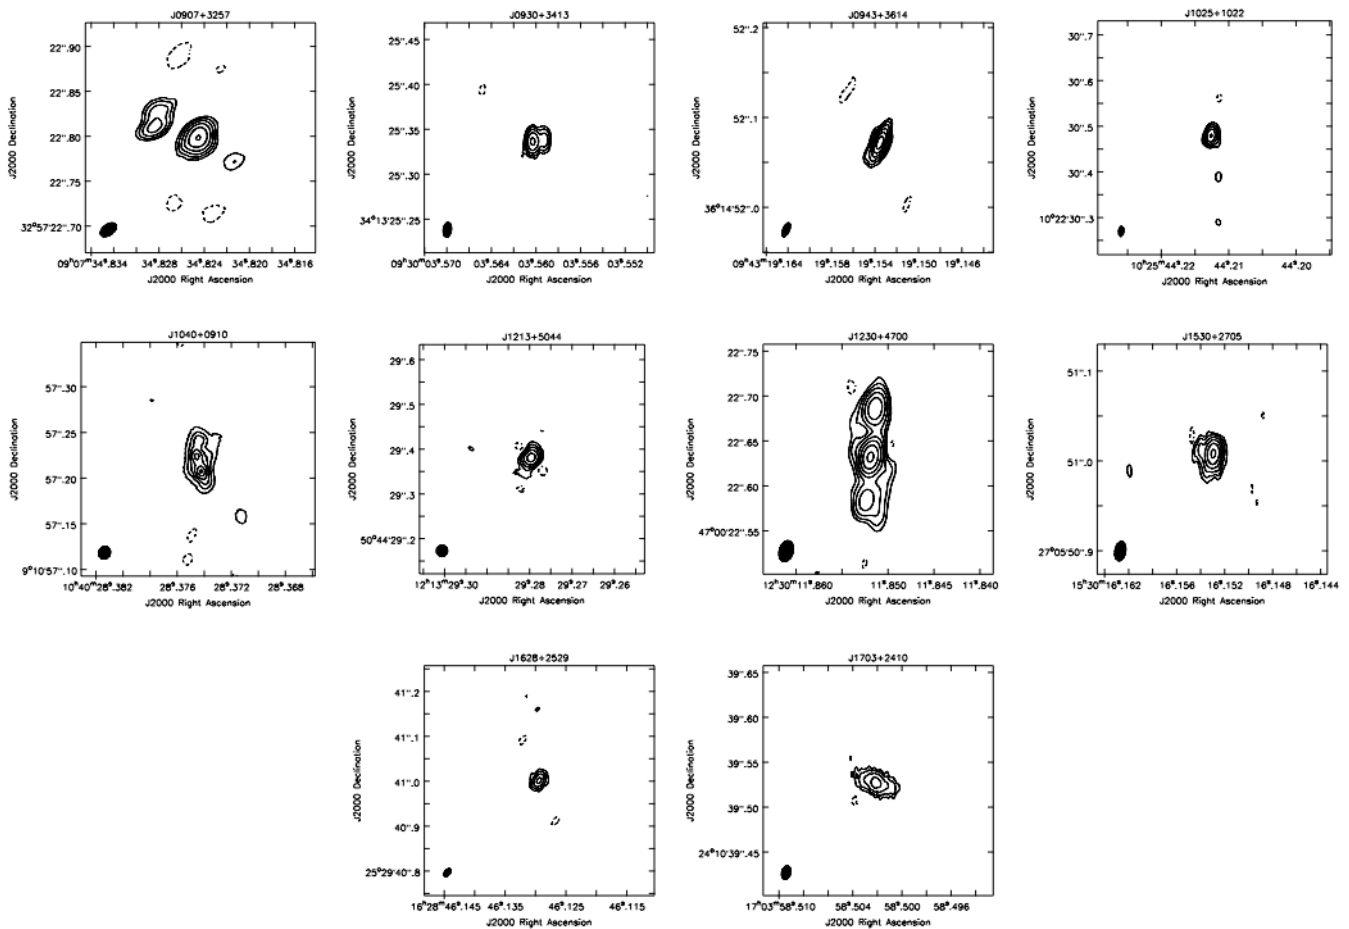 J0907+3257
J2000 Declination
22".90
22".85
22".80
22".75
32°57'22".70
09ʰ07ᵐ34ˢ.834 34ˢ.828 34ˢ.824 34ˢ.820 34ˢ.816
J2000 Right Ascension
J0930+3413
J2000 Declination
25".45
25".40
25".35
25".30
34°13'25".25
09ʰ30ᵐ03ˢ.570 03ˢ.564 03ˢ.560 03ˢ.556 03ˢ.552
J2000 Right Ascension
J0943+3614
J2000 Declination
52".2
52".1
36°14'52".0
09ʰ43ᵐ19ˢ.164 19ˢ.158 19ˢ.154 19ˢ.150 19ˢ.146
J2000 Right Ascension
J1025+1022
J2000 Declination
30".7
30".6
30".5
30".4
10°22'30".3
10ʰ25ᵐ44ˢ.22 44ˢ.21 44ˢ.20
J2000 Right Ascension
J1040+0910
J2000 Declination
57".30
57".25
57".20
57".15
9°10'57".10
10ʰ40ᵐ28ˢ.382 28ˢ.376 28ˢ.372 28ˢ.368
J2000 Right Ascension
J1213+5044
J2000 Declination
29".6
29".5
29".4
29".3
50°44'29".2
12ʰ13ᵐ29ˢ.30 29ˢ.28 29ˢ.27 29ˢ.26
J2000 Right Ascension
J1230+4700
J2000 Declination
22".75
22".70
22".65
22".60
47°00'22".55
12ʰ30ᵐ11ˢ.860 11ˢ.850 11ˢ.845 11ˢ.840
J2000 Right Ascension
J1530+2705
J2000 Declination
51".1
51".0
27°05'50".9
15ʰ30ᵐ16ˢ.162 16ˢ.156 16ˢ.152 16ˢ.148 16ˢ.144
J2000 Right Ascension
J1628+2529
J2000 Declination
41".2
41".1
41".0
40".9
25°29'40".8
16ʰ28ᵐ46ˢ.145 46ˢ.135 46ˢ.125 46ˢ.115
J2000 Right Ascension
J1703+2410
J2000 Declination
39".65
39".60
39".55
39".50
24°10'39".45
17ʰ03ᵐ58ˢ.510 58ˢ.504 58ˢ.500 58ˢ.496
J2000 Right Ascension